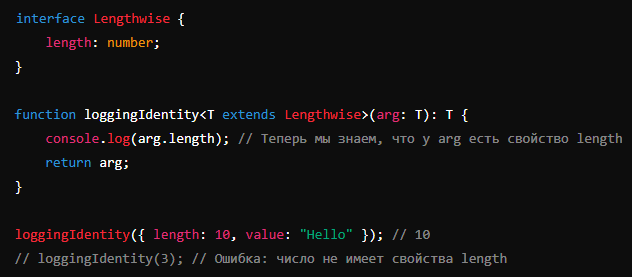 interface Lengthwise {
    length: number;
}

function loggingIdentity<T extends Lengthwise>(arg: T): T {
    console.log(arg.length); // Теперь мы знаем, что у arg есть свойство length
    return arg;
}

loggingIdentity({ length: 10, value: "Hello" }); // 10
// loggingIdentity(3); // Ошибка: число не имеет свойства length